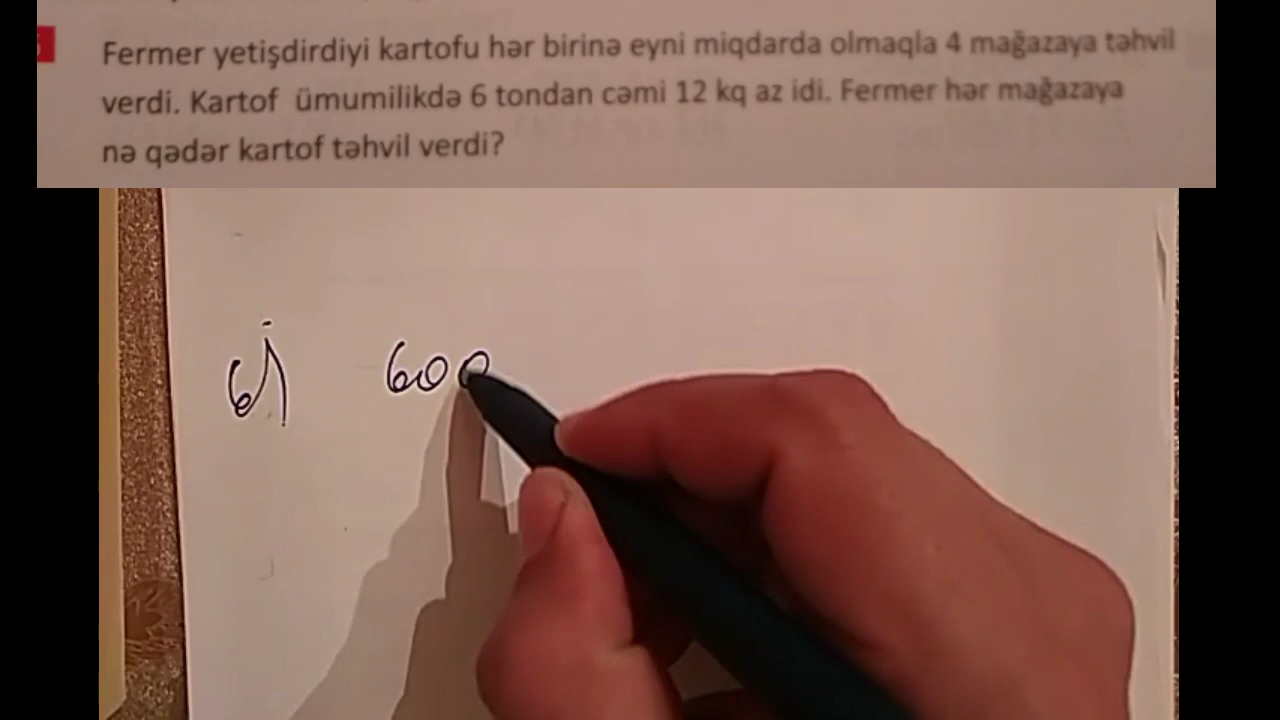 Fermer yetişdirdiyi kartofu hər birinə eyni miqdarda olmaqla 4 mağazaya təhvil
verdi. Kartof ümumilikdə 6 tondan cəmi 12 kq az idi. Fermer hər mağazaya
nə qədər kartof təhvil verdi?
6) 600